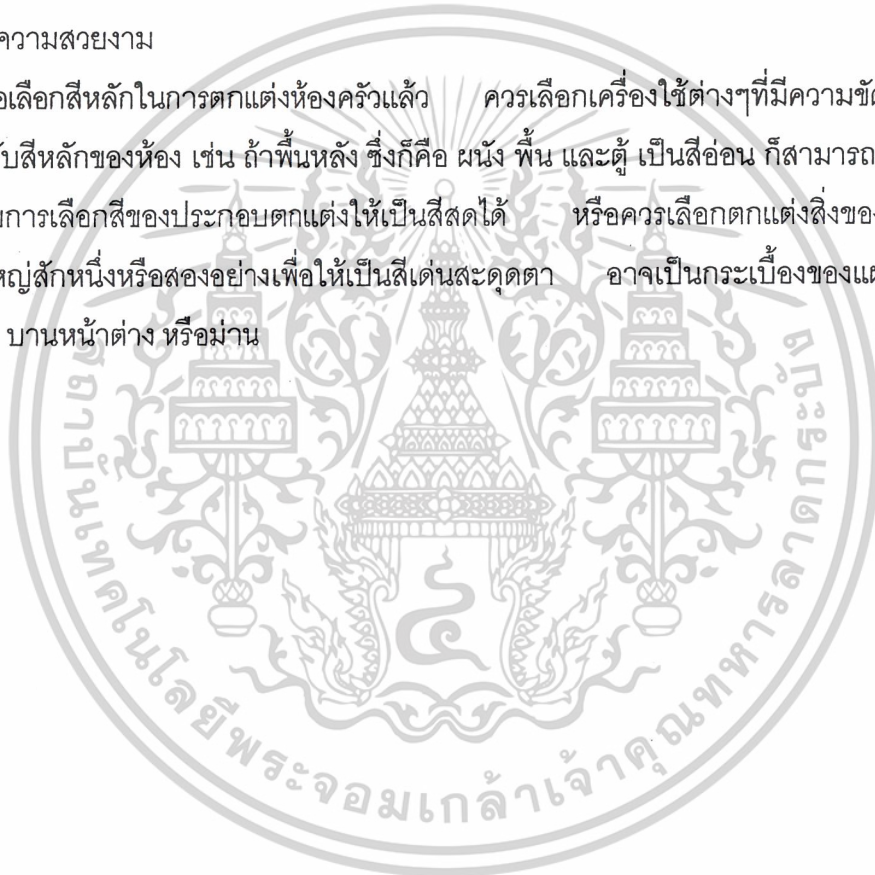 ความสวยงาม
อเลือกสีหลักในการตกแต่งห้องครัวแล้ว ควรเลือกเครื่องใช้ต่างๆที่มีความขั
ับสีหลักของห้อง เช่น ถ้าพื้นหลัง ซึ่งก็คือ ผนัง พื้น และตู้ เป็นสีอ่อน ก็สามารถ
การเลือกสีของประกอบตกแต่งให้เป็นสีสดได้ หรือควรเลือกตกแต่งสิ่งของ
หญ่สักหนึ่งหรือสองอย่างเพื่อให้เป็นสีเด่นสะดุดตา อาจเป็นกระเบื้องของแผ
บานหน้าต่าง หรือม่าน
สถาบันเทคโนโลยีพระจอมเกล้าเจ้าคุณทหารลาดกระบัง